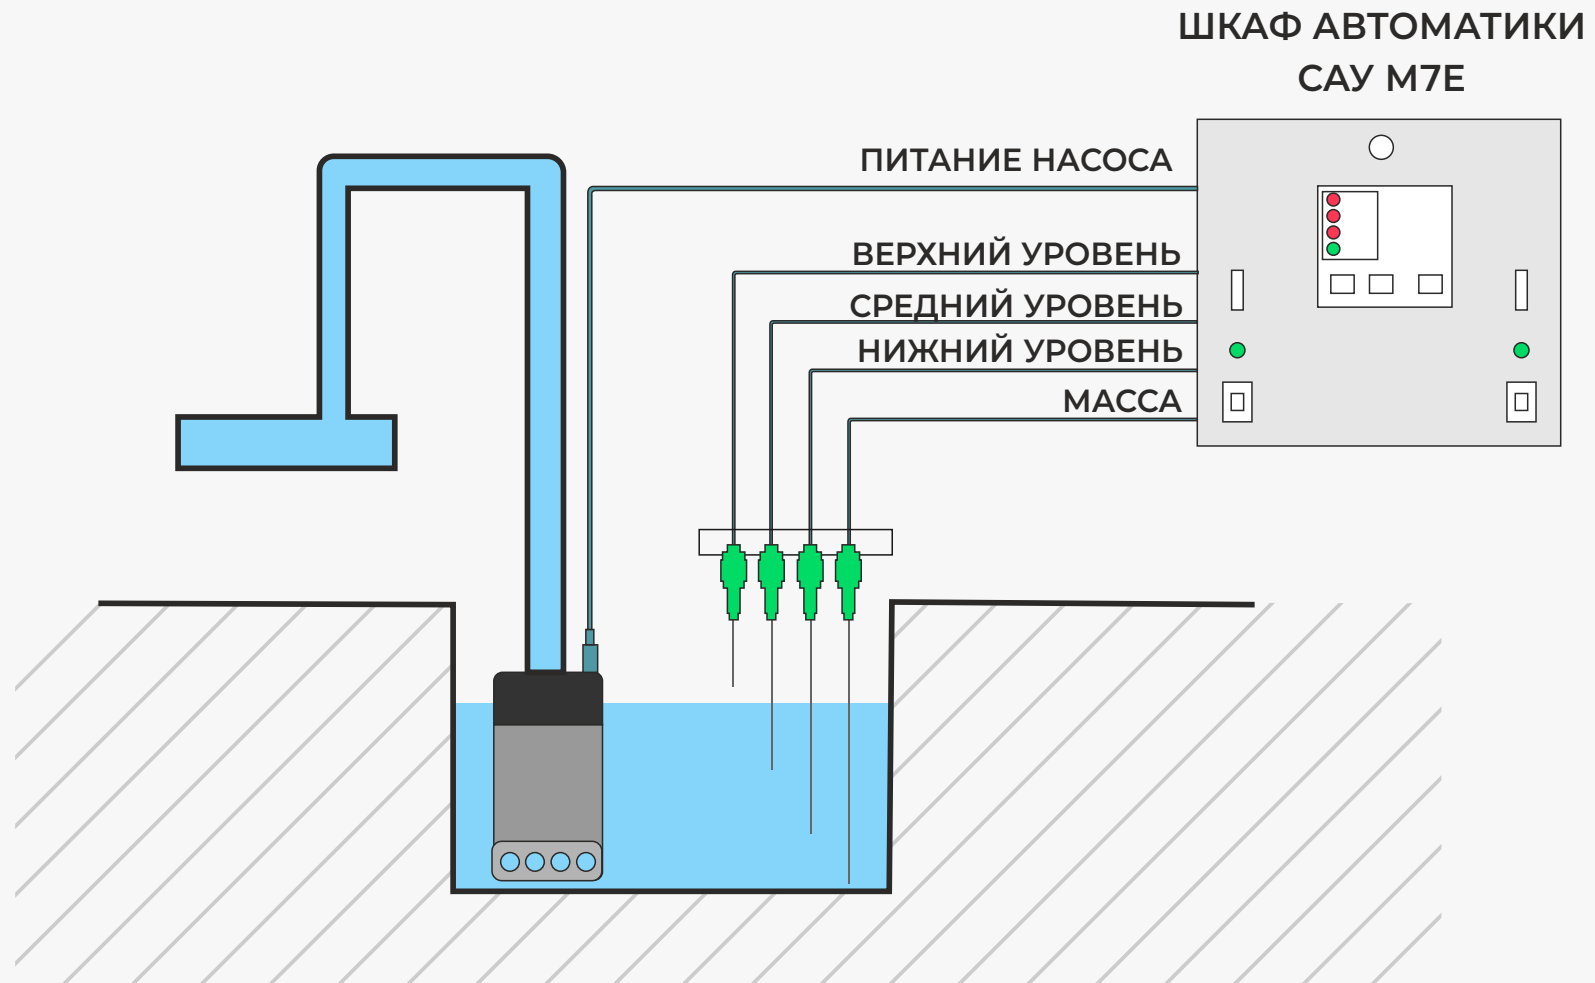 ШКАФ АВТОМАТИКИ
САУ М7Е
ПИТАНИЕ НАСОСА
ВЕРХНИЙ УРОВЕНЬ
СРЕДНИЙ УРОВЕНЬ
НИЖНИЙ УРОВЕНЬ
МАССА